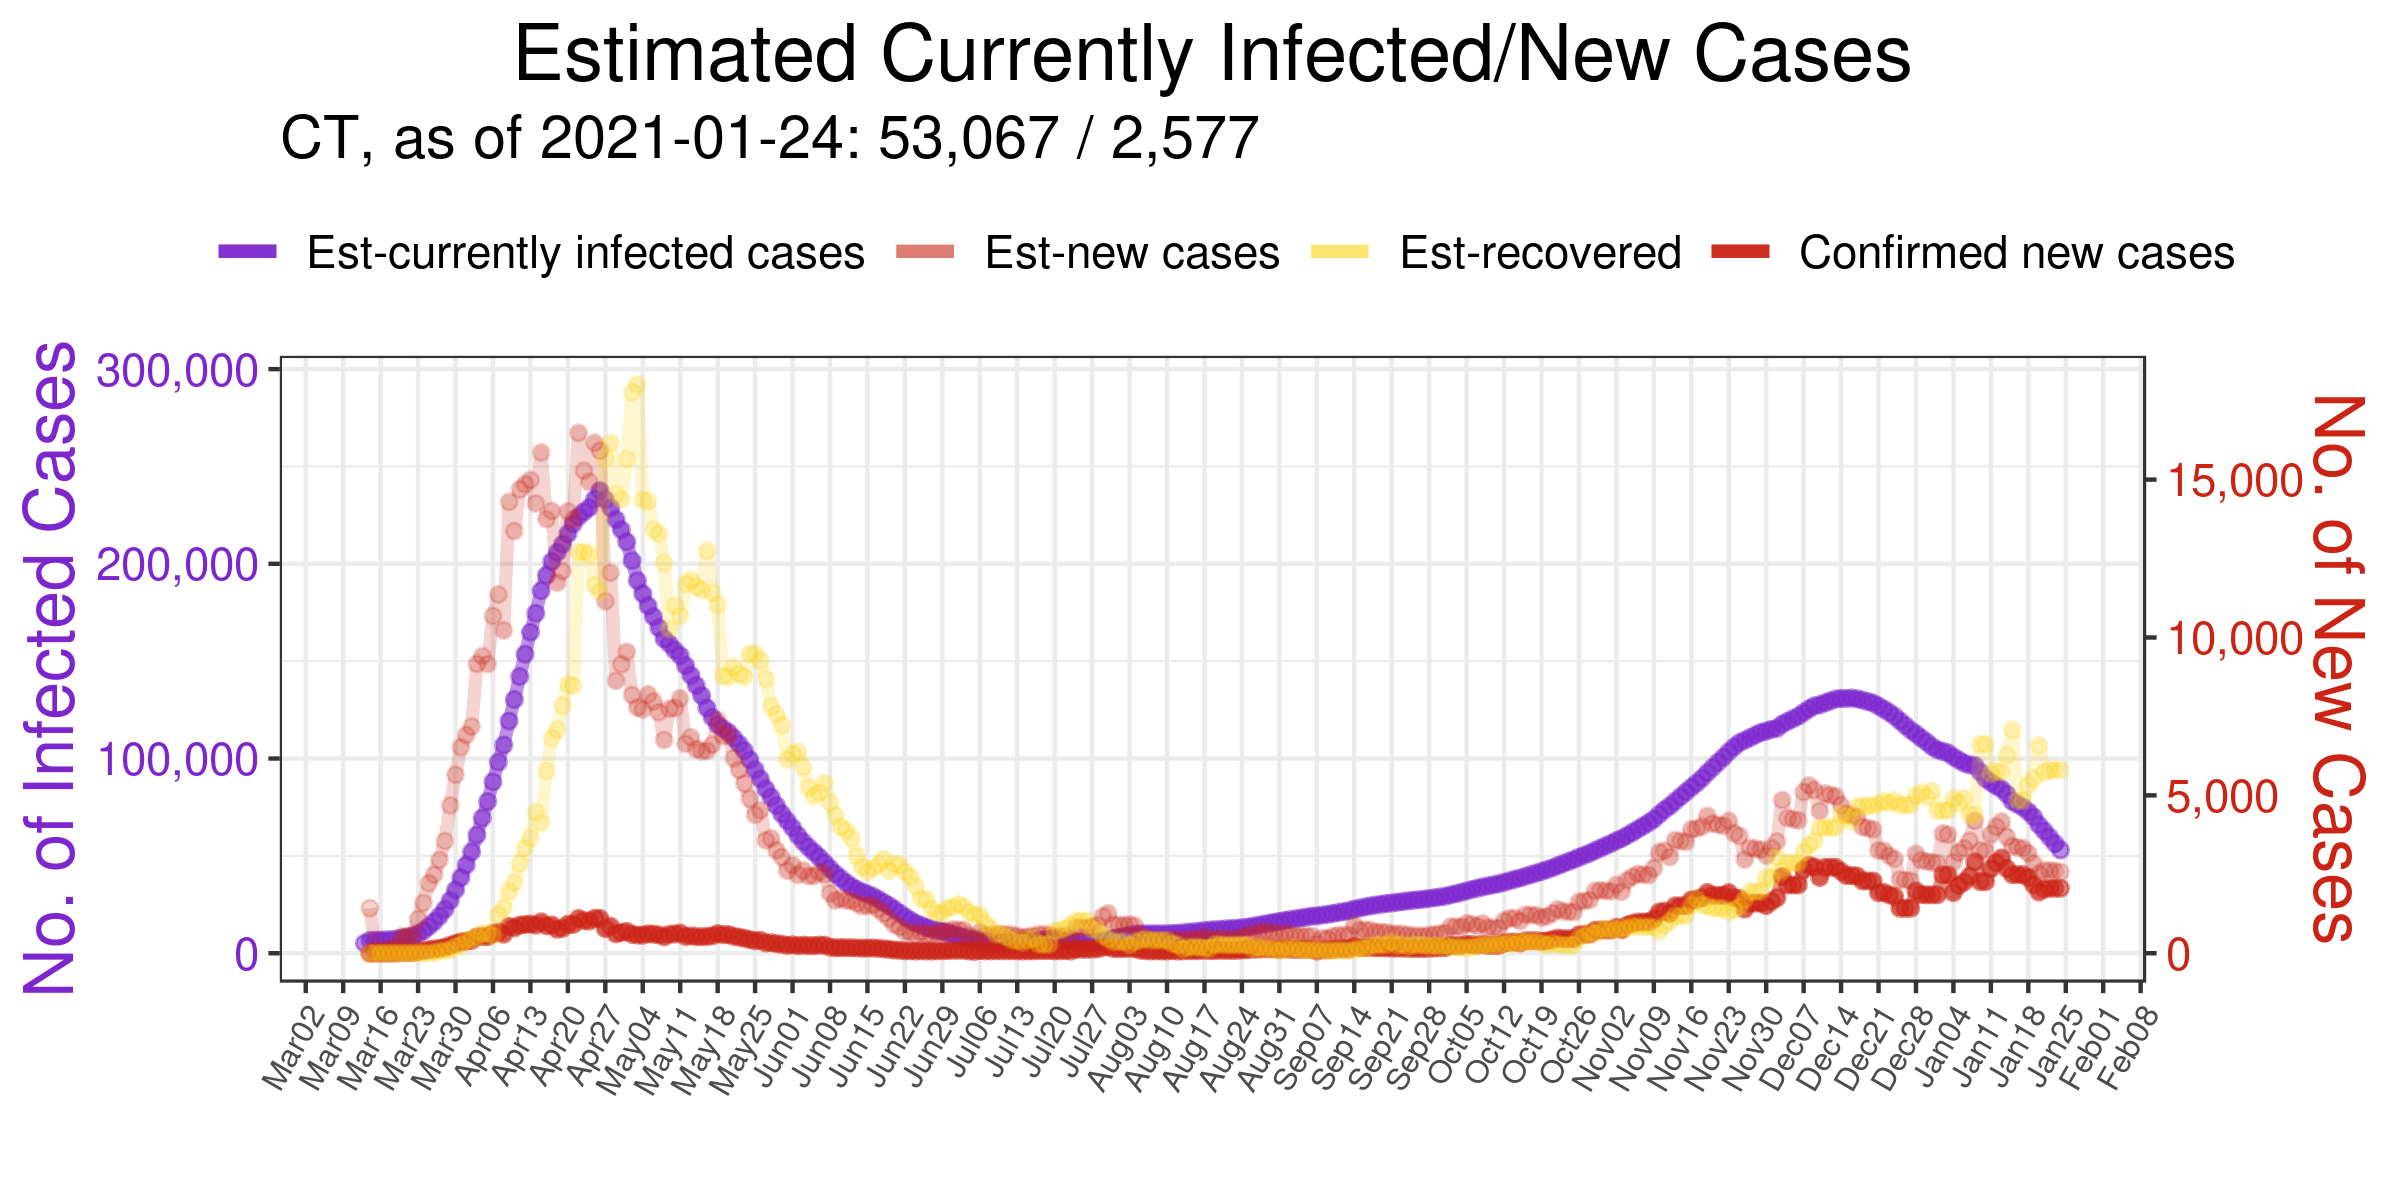 Estimated Currently Infected/New Cases
CT, as of 2021-01-24: 53,067 / 2,577
Est-currently infected cases
Est-new cases
Est-recovered
Confirmed new cases
No. of Infected Cases
300,000
200,000
100,000
0
15,000
10,000
5,000
0
No. of New Cases
Mar02
Mar09
Mar16
Mar23
Mar30
Apr06
Apr13
Apr20
Apr27
May04
May11
May18
May25
Jun01
Jun08
Jun15
Jun22
Jun29
Jul06
Jul13
Jul20
Jul27
Aug03
Aug10
Aug17
Aug24
Aug31
Sep07
Sep14
Sep21
Sep28
Oct05
Oct12
Oct19
Oct26
Nov02
Nov09
Nov16
Nov23
Nov30
Dec07
Dec14
Dec21
Dec28
Jan04
Jan11
Jan18
Jan25
Feb01
Feb08